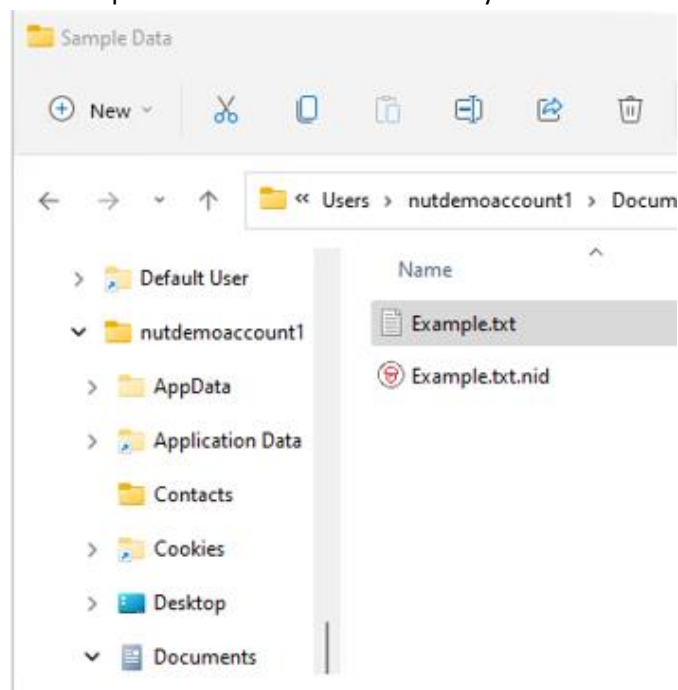 Sample Data
New
« Users > nutdemoaccount1 > Docum
Default User
nutdemoaccount1
AppData
Application Data
Contacts
Cookies
Desktop
Documents
Name
Example.txt
Example.txt.nid